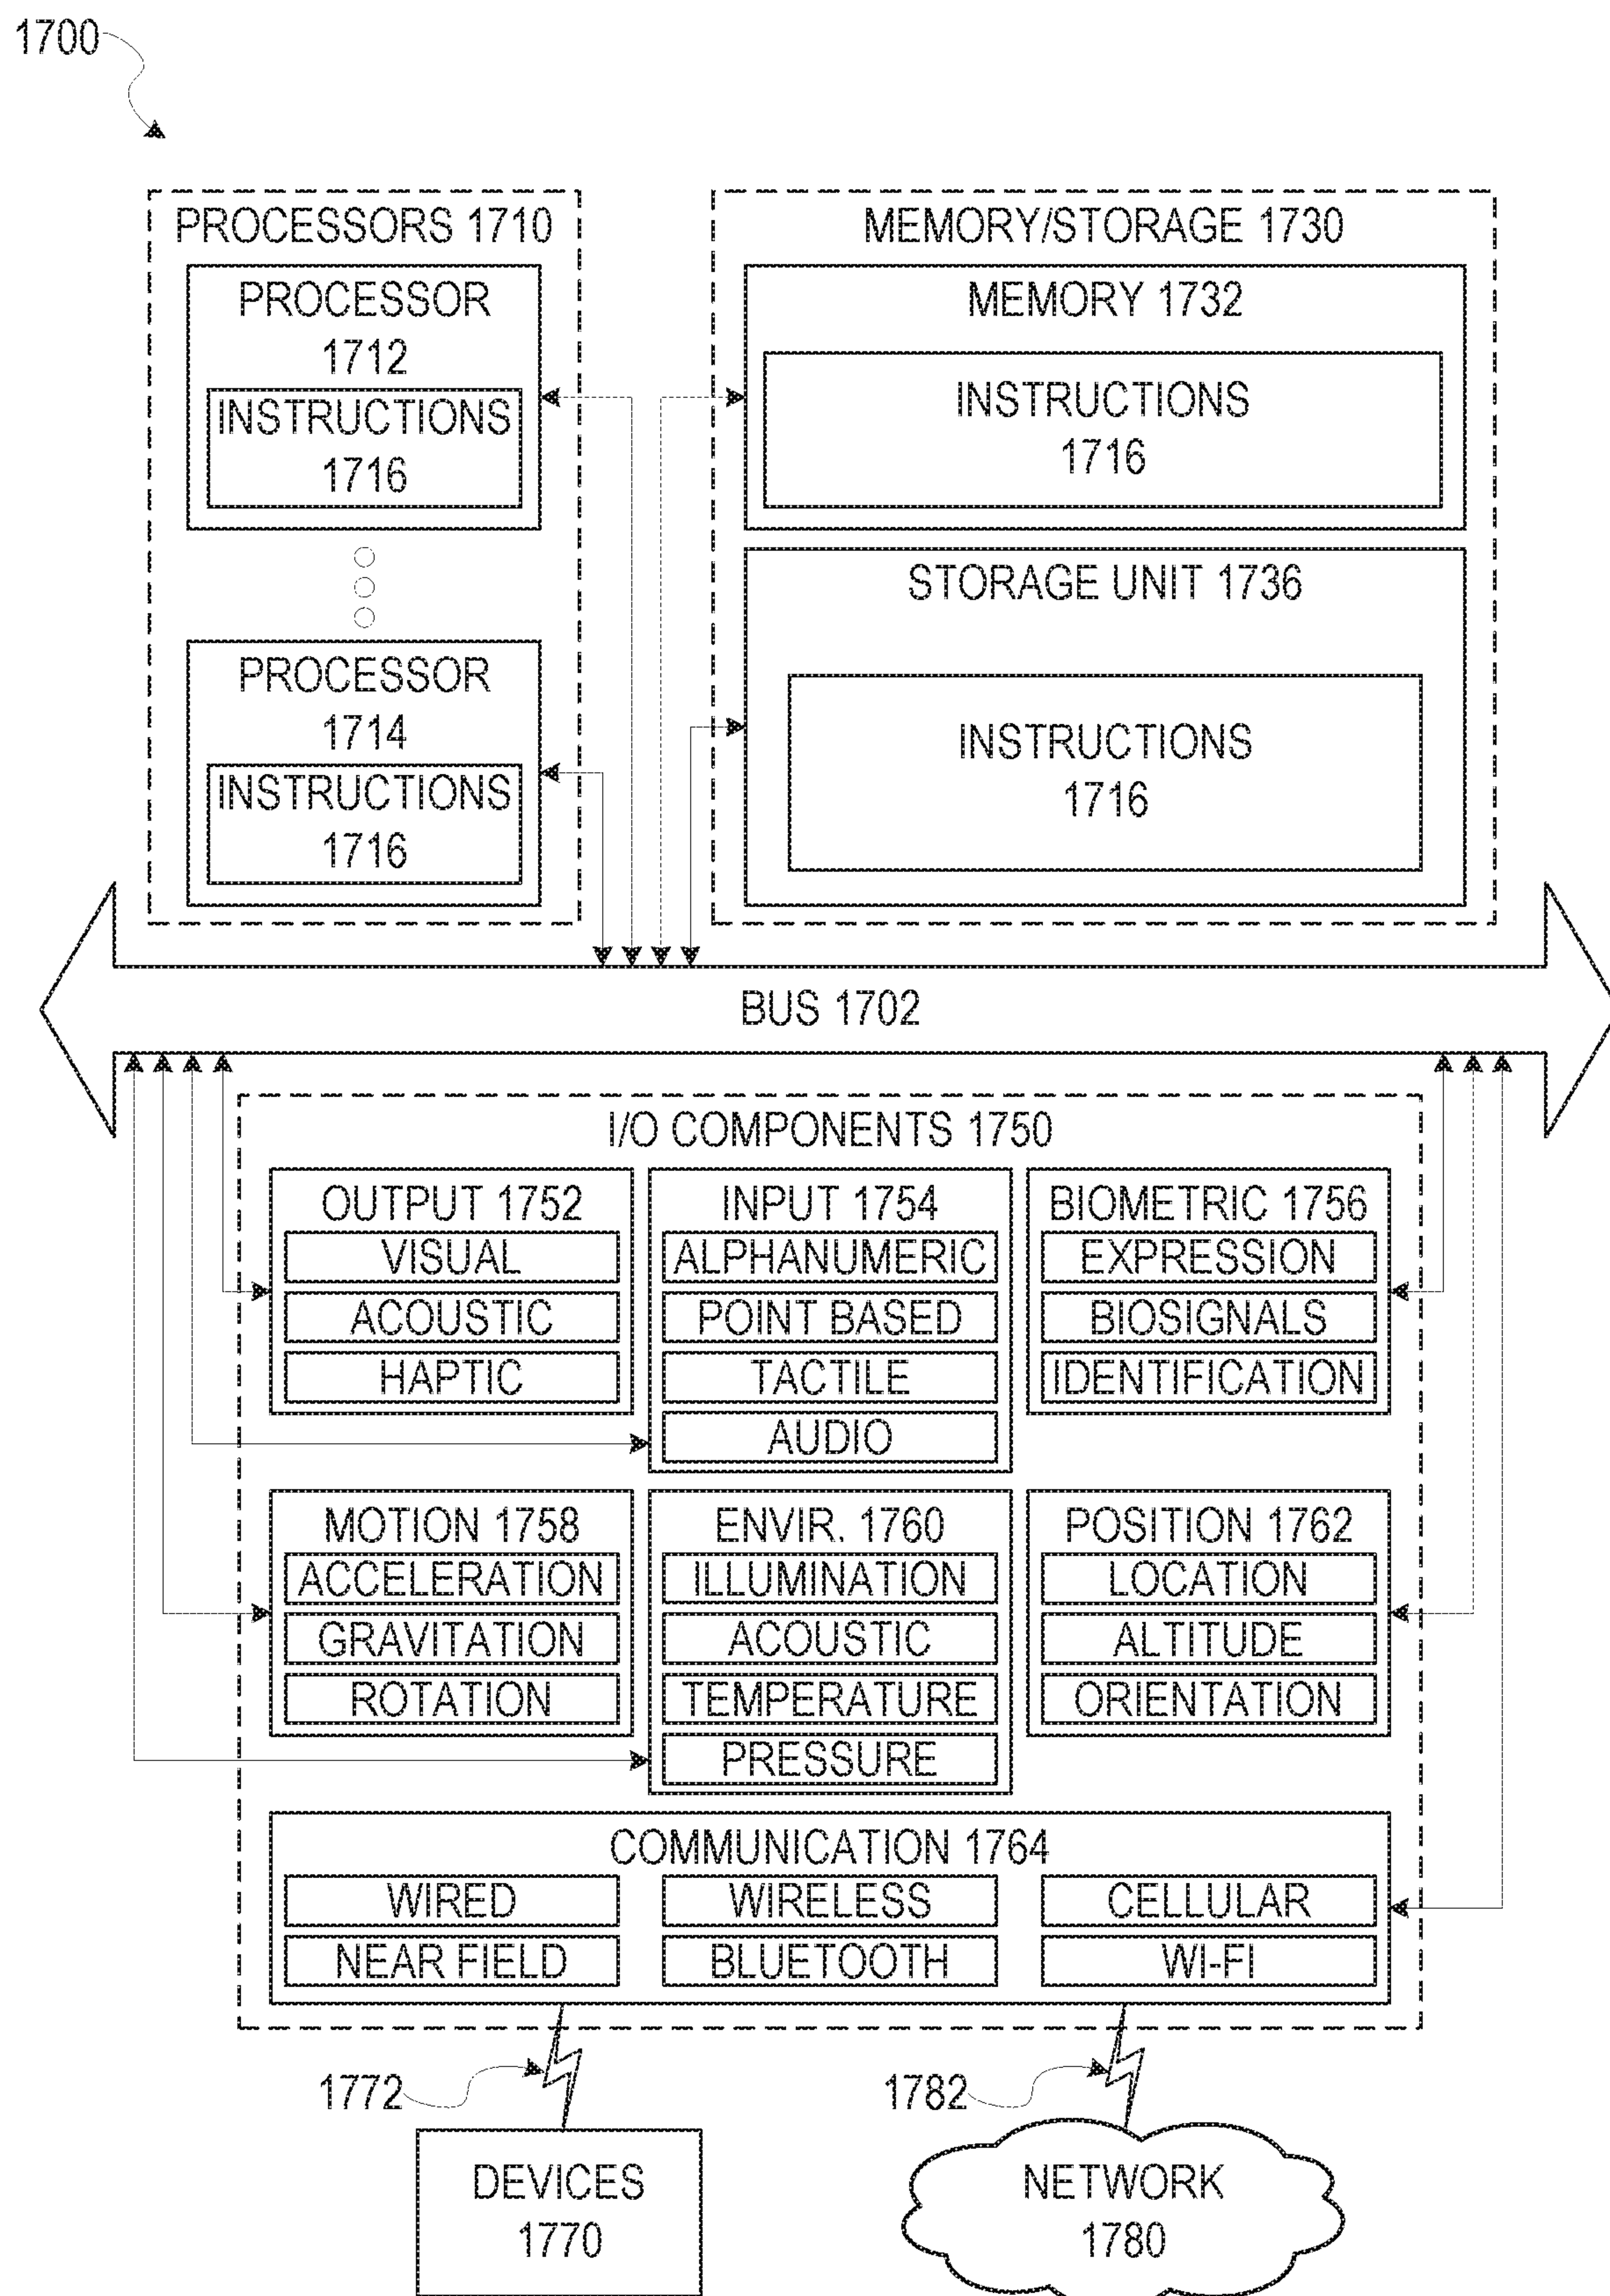 1700
PROCESSORS 1710
PROCESSOR
1712
INSTRUCTIONS
1716
PROCESSOR
1714
INSTRUCTIONS
1716
MEMORY/STORAGE 1730
MEMORY 1732
INSTRUCTIONS
1716
STORAGE UNIT 1736
INSTRUCTIONS
1716
BUS 1702
I/O COMPONENTS 1750
OUTPUT 1752
VISUAL
ACOUSTIC
HAPTIC
INPUT 1754
ALPHANUMERIC
POINT BASED
TACTILE
AUDIO
BIOMETRIC 1756
EXPRESSION
BIOSIGNALS
IDENTIFICATION
MOTION 1758
ACCELERATION
GRAVITATION
ROTATION
ENVIR. 1760
ILLUMINATION
ACOUSTIC
TEMPERATURE
PRESSURE
POSITION 1762
LOCATION
ALTITUDE
ORIENTATION
COMMUNICATION 1764
WIRED
WIRELESS
CELLULAR
NEAR FIELD
BLUETOOTH
WI-FI
1772
1782
DEVICES
1770
NETWORK
1780